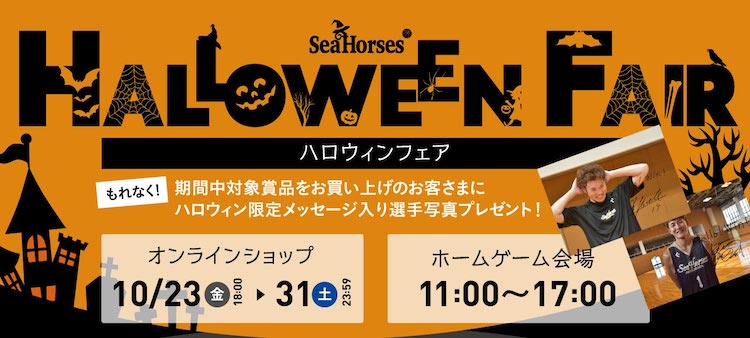 SeaHorses
HALLOWEEN FAIR
ハロウィンフェア
もれなく!
期間中対象賞品をお買い上げのお客さまに
ハロウィン限定メッセージ入り選手写真プレゼント!
オンラインショップ
10/23 金 18:00 ▶ 31 土 23:59
ホームゲーム会場
11:00〜17:00
SeaHorses
1